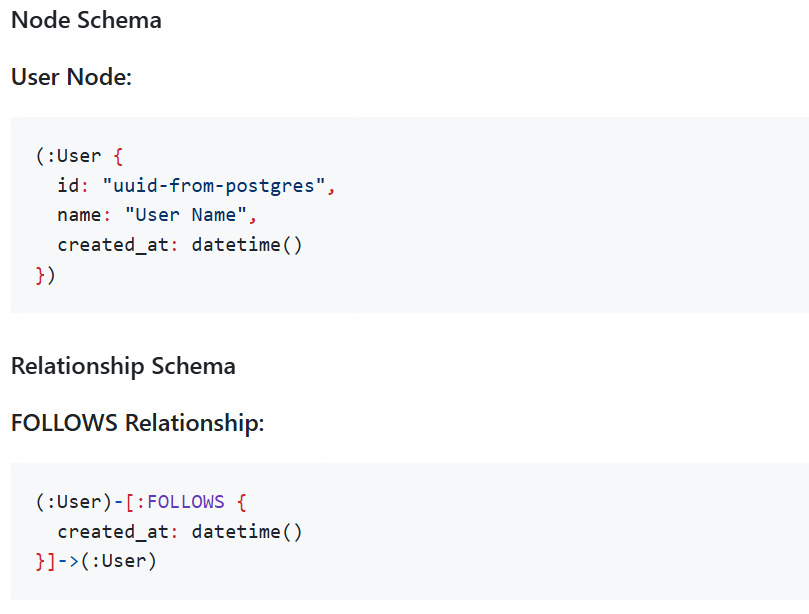 Node Schema
User Node:
(:User {
  id: "uuid-from-postgres",
  name: "User Name",
  created_at: datetime()
})
Relationship Schema
FOLLOWS Relationship:
(:User)-[:FOLLOWS {
  created_at: datetime()
}]->(:User)